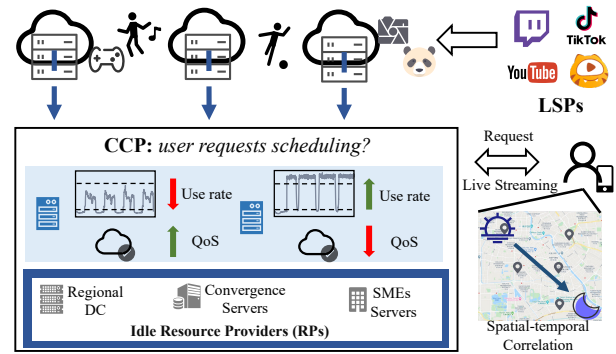 TikTok
YouTube
LSPs
CCP: user requests scheduling?
Use rate
Use rate
QoS
QoS
Regional
DC
Convergence
Servers
SMEs
Servers
Idle Resource Providers (RPs)
Request
Live Streaming
Spatial-temporal
Correlation